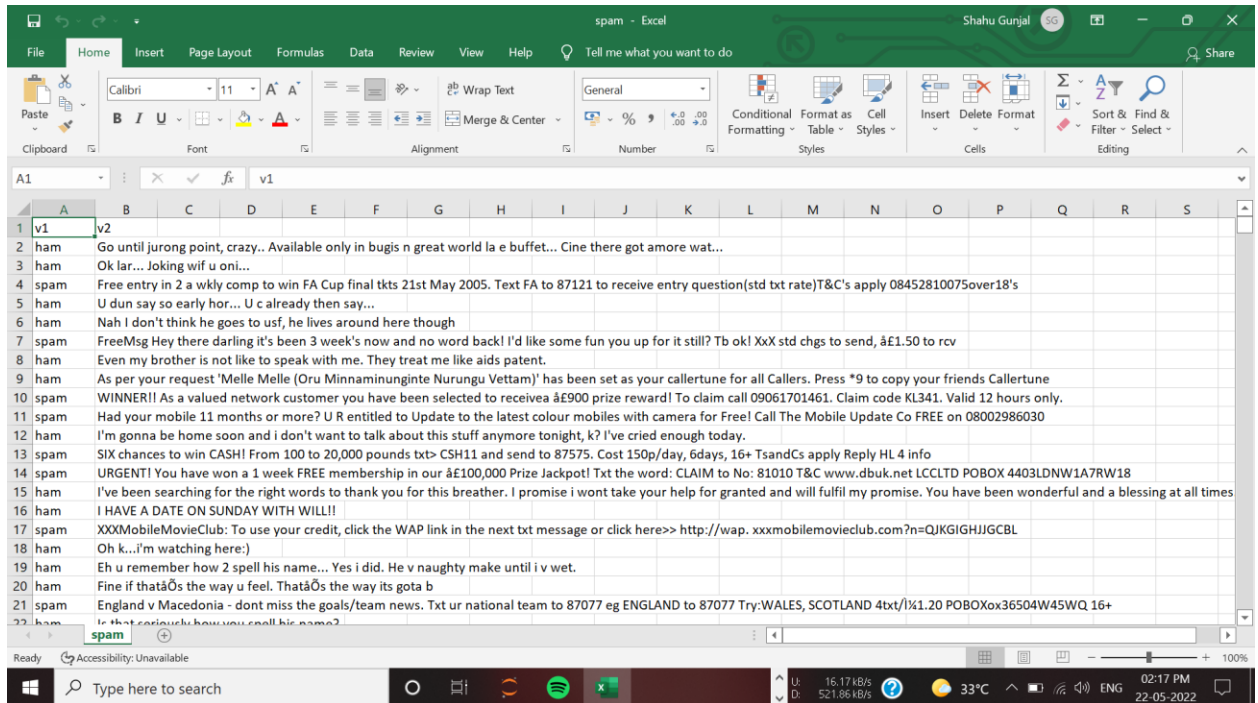 spam - Excel
Shahu Gunjal SG
File Home Insert Page Layout Formulas Data Review View Help Tell me what you want to do Share
Paste
Calibri 11 A A
B I U A
ab Wrap Text
Merge & Center
General
% 9 .00 .00
Conditional Formatting
Format as Table
Cell Styles
Insert Delete Format
Sort & Filter
Find & Select
Clipboard Font Alignment Number Styles Cells Editing
A1 fx v1
A B C D E F G H I J K L M N O P Q R S
1 v1 v2
2 ham Go until jurong point, crazy.. Available only in bugis n great world la e buffet... Cine there got amore wat...
3 ham Ok lar... Joking wif u oni...
4 spam Free entry in 2 a wkly comp to win FA Cup final tkts 21st May 2005. Text FA to 87121 to receive entry question(std txt rate)T&C's apply 08452810075over18's
5 ham U dun say so early hor... U c already then say...
6 ham Nah I don't think he goes to usf, he lives around here though
7 spam FreeMsg Hey there darling it's been 3 week's now and no word back! I'd like some fun you up for it still? Tb ok! XxX std chgs to send, å£1.50 to rcv
8 ham Even my brother is not like to speak with me. They treat me like aids patent.
9 ham As per your request 'Melle Melle (Oru Minnaminunginte Nurungu Vettam)' has been set as your callertune for all Callers. Press *9 to copy your friends Callertune
10 spam WINNER!! As a valued network customer you have been selected to receivea å£900 prize reward! To claim call 09061701461. Claim code KL341. Valid 12 hours only.
11 spam Had your mobile 11 months or more? U R entitled to Update to the latest colour mobiles with camera for Free! Call The Mobile Update Co FREE on 08002986030
12 ham I'm gonna be home soon and i don't want to talk about this stuff anymore tonight, k? I've cried enough today.
13 spam SIX chances to win CASH! From 100 to 20,000 pounds txt> CSH11 and send to 87575. Cost 150p/day, 6days, 16+ TsandCs apply Reply HL 4 info
14 spam URGENT! You have won a 1 week FREE membership in our å£100,000 Prize Jackpot! Txt the word: CLAIM to No: 81010 T&C www.dbuk.net LCCLTD POBOX 4403LDNW1A7RW18
15 ham I've been searching for the right words to thank you for this breather. I promise i wont take your help for granted and will fulfil my promise. You have been wonderful and a blessing at all times
16 ham I HAVE A DATE ON SUNDAY WITH WILL!!
17 spam XXXMobileMovieClub: To use your credit, click the WAP link in the next txt message or click here>> http://wap. xxxmobilemovieclub.com?n=QJKGIGHJJGCBL
18 ham Oh k...i'm watching here:)
19 ham Eh u remember how 2 spell his name... Yes i did. He v naughty make until i v wet.
20 ham Fine if thatåÕs the way u feel. ThatåÕs the way its gota b
21 spam England v Macedonia - dont miss the goals/team news. Txt ur national team to 87077 eg ENGLAND to 87077 Try:WALES, SCOTLAND 4txt/Ì¼1.20 POBOXox36504W45WQ 16+
22 ham Is that seriously how you spell his name?
spam
Ready Accessibility: Unavailable 100%
Type here to search
U: 16.17 kB/s
D: 521.86 kB/s
33°C ENG 02:17 PM
22-05-2022